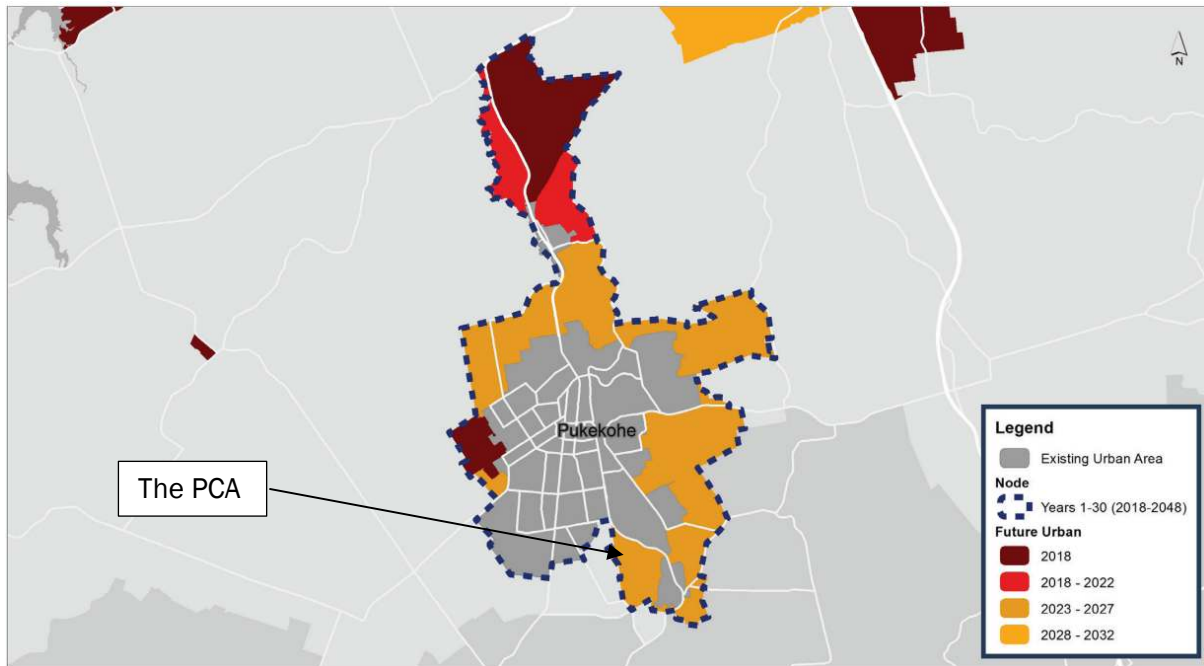 N
Pukekohe
The PCA
Legend
Existing Urban Area
Node
Years 1-30 (2018-2048)
Future Urban
2018
2018 - 2022
2023 - 2027
2028 - 2032